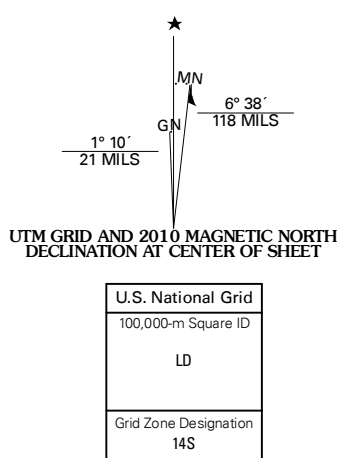 MN
6° 38´
118 MILS
GN
1° 10´
21 MILS
UTM GRID AND 2010 MAGNETIC NORTH
DECLINATION AT CENTER OF SHEET
U.S. National Grid
100,000-m Square ID
LD
Grid Zone Designation
14S